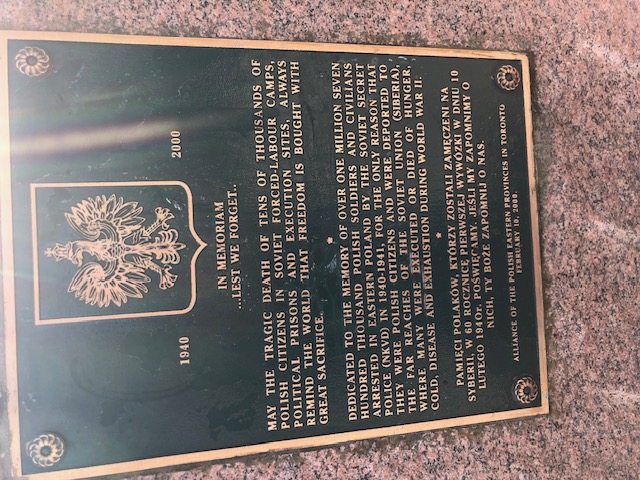 1940 2000
IN MEMORIAM
...LEST WE FORGET...
MAY THE TRAGIC DEATH OF TENS OF THOUSANDS OF
POLISH CITIZENS IN SOVIET FORCED-LABOUR CAMPS,
POLITICAL PRISONS AND EXECUTION SITES, ALWAYS
REMIND THE WORLD THAT FREEDOM IS BOUGHT WITH
GREAT SACRIFICE.
*
DEDICATED TO THE MEMORY OF OVER ONE MILLION SEVEN
HUNDRED THOUSAND POLISH SOLDIERS AND CIVILIANS
ARRESTED IN EASTERN POLAND BY THE SOVIET SECRET
POLICE (NKVD) IN 1940-1941. FOR THE ONLY REASON THAT
THEY WERE POLISH CITIZENS AND WERE DEPORTED TO
THE FAR REACHES OF THE SOVIET UNION (SIBERIA),
WHERE MANY WERE EXECUTED OR DIED OF HUNGER,
COLD, DISEASE AND EXHAUSTION DURING WORLD WAR II.
*
PAMIĘCI POLAKÓW, KTÓRZY ZOSTALI ZAMĘCZENI NA
SYBERII, W 60 ROCZNICĘ PIERWSZEJ WYWÓZKI W DNIU 10
LUTEGO 1940r. POŚWIĘCAMY. JEŚLI MY ZAPOMNIMY O
NICH, TY BOŻE ZAPOMNIJ O NAS.
ALLIANCE OF THE POLISH EASTERN PROVINCES IN TORONTO
FEBRUARY 10, 2000.